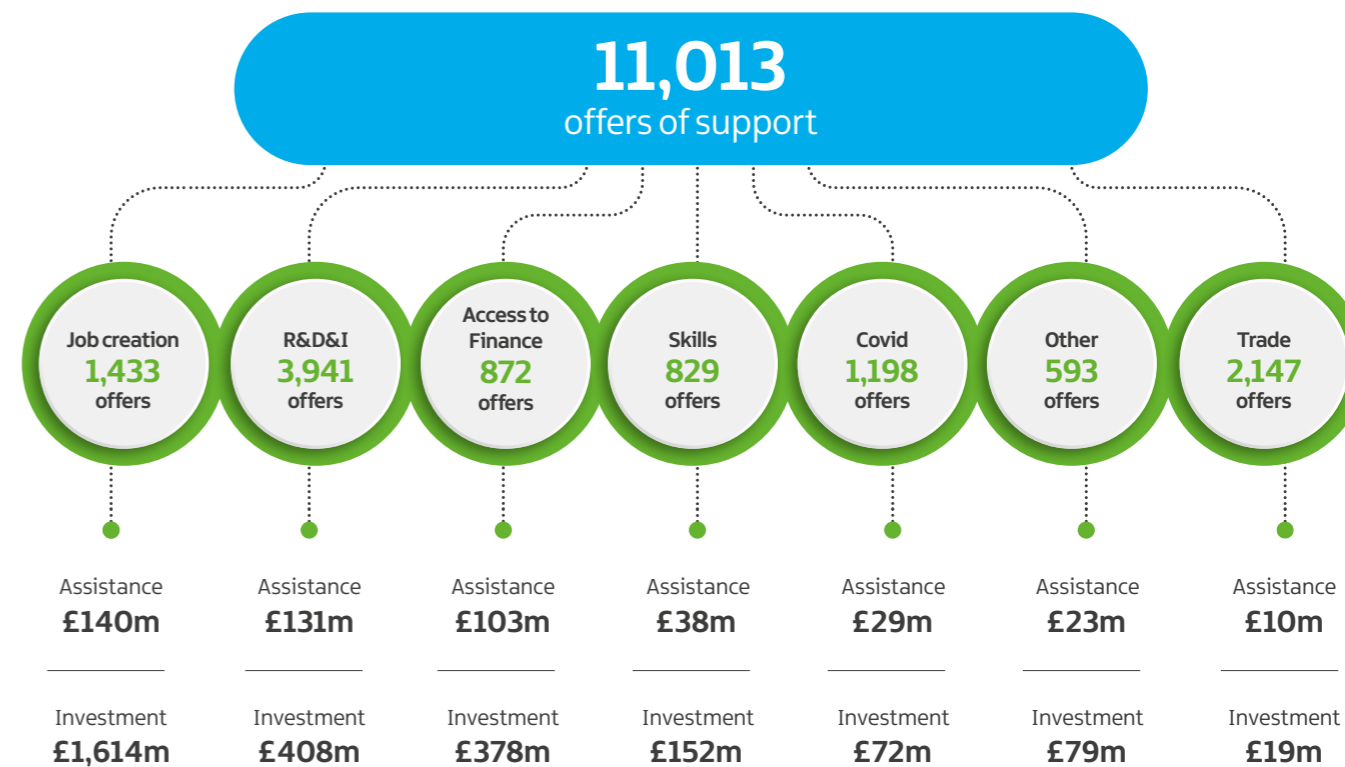 11,013
offers of support
Job creation
1,433
offers
R&D&I
3,941
offers
Access to
Finance
872
offers
Skills
829
offers
Covid
1,198
offers
Other
593
offers
Trade
2,147
offers
Assistance
£140m
Assistance
£131m
Assistance
£103m
Assistance
£38m
Assistance
£29m
Assistance
£23m
Assistance
£10m
Investment
£1,614m
Investment
£408m
Investment
£378m
Investment
£152m
Investment
£72m
Investment
£79m
Investment
£19m